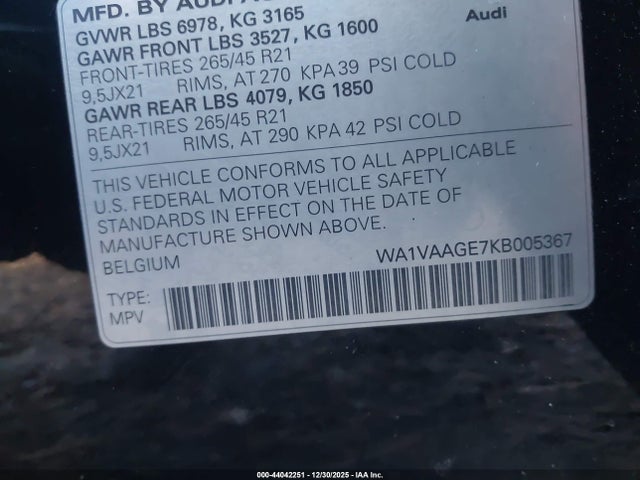 MFD. BY AUDI
Audi
GVWR LBS 6978, KG 3165
GAWR FRONT LBS 3527, KG 1600
FRONT-TIRES 265/45 R21
9,5JX21 RIMS, AT 270 KPA 39 PSI COLD
GAWR REAR LBS 4079, KG 1850
REAR-TIRES 265/45 R21
9,5JX21 RIMS, AT 290 KPA 42 PSI COLD
THIS VEHICLE CONFORMS TO ALL APPLICABLE
U.S. FEDERAL MOTOR VEHICLE SAFETY
STANDARDS IN EFFECT ON THE DATE OF
MANUFACTURE SHOWN ABOVE.
BELGIUM WA1VAAGE7KB005367
TYPE:
MPV
000-44042251 - 12/30/2025 - IAA Inc.